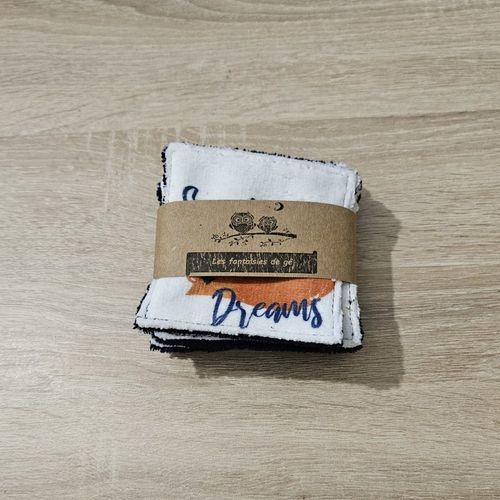 Les fantaisies de gé
Dreams